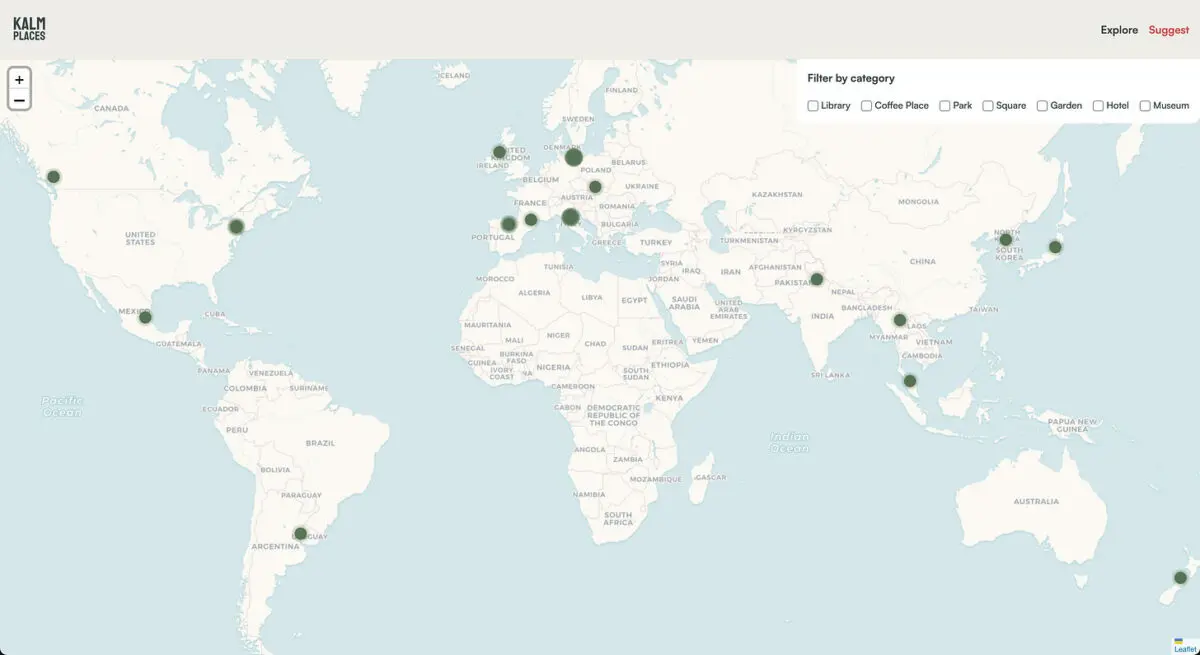 KALM
PLACES
Explore
Suggest
+
−
Filter by category
Library
Coffee Place
Park
Square
Garden
Hotel
Museum
ICELAND
FINLAND
CANADA
SWEDEN
DENMARK
IRELAND
KINGDOM
BELARUS
POLAND
BELGIUM
UKRAINE
KAZAKHSTAN
AUSTRIA
FRANCE
ROMANIA
MONGOLIA
BULGARIA
UNITED
STATES
PORTUGAL
GREECE
TURKEY
KYRGYZSTAN
TURKMENISTAN
NORTH
SOUTH
KOREA
CHINA
SYRIA
IRAQ
IRAN
AFGHANISTAN
TUNISIA
MOROCCO
JORDAN
PAKISTAN
NEPAL
ALGERIA
LIBYA
EGYPT
SAUDI
ARABIA
UNITED
ARAB
EMIRATES
BANGLADESH
INDIA
TAIWAN
MEXICO
CUBA
MAURITANIA
MALI
NIGER
CHAD
SUDAN
ERITREA
YEMEN
MYANMAR
LAOS
VIETNAM
GUATEMALA
SENEGAL
GUINEA
BURKINA
FASO
IVORY
COAST
NIGERIA
SOUTH
SUDAN
ETHIOPIA
CAMBODIA
SRI LANKA
PANAMA
VENEZUELA
COLOMBIA
SURINAME
CAMEROON
KENYA
Pacific
Ocean
ECUADOR
GABON
DEMOCRATIC
REPUBLIC OF
THE CONGO
PAPUA NEW
GUINEA
PERU
BRAZIL
Indian
Ocean
ANGOLA
ZAMBIA
BOLIVIA
MOZAMBIQUE
GASCAR
PARAGUAY
NAMIBIA
AUSTRALIA
SOUTH
AFRICA
UAY
ARGENTINA
Leaflet